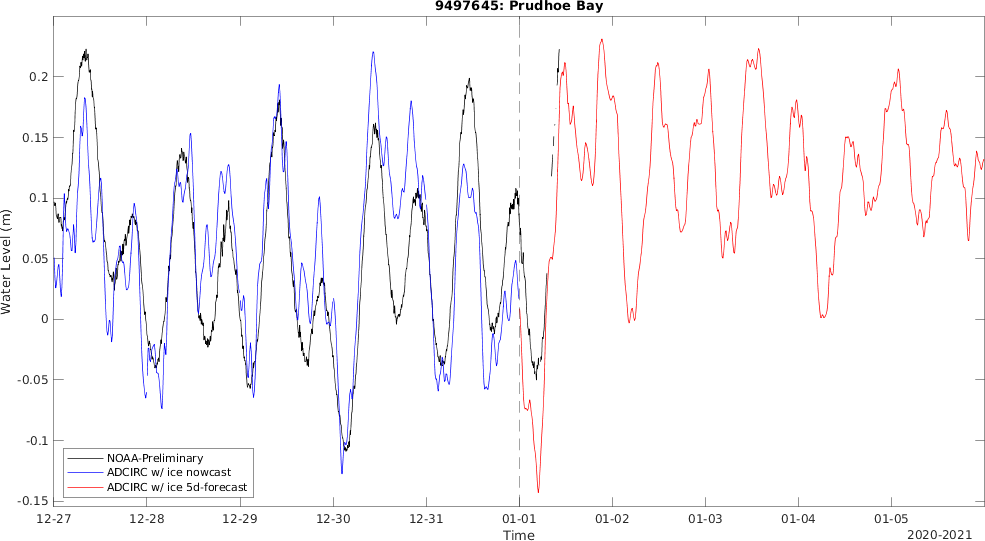 9497645: Prudhoe Bay
Water Level (m)
0.2
0.15
0.1
0.05
0
-0.05
-0.1
-0.15
NOAA-Preliminary
ADCIRC w/ ice nowcast
ADCIRC w/ ice 5d-forecast
12-27 12-28 12-29 12-30 12-31 01-01 01-02 01-03 01-04 01-05
Time
2020-2021